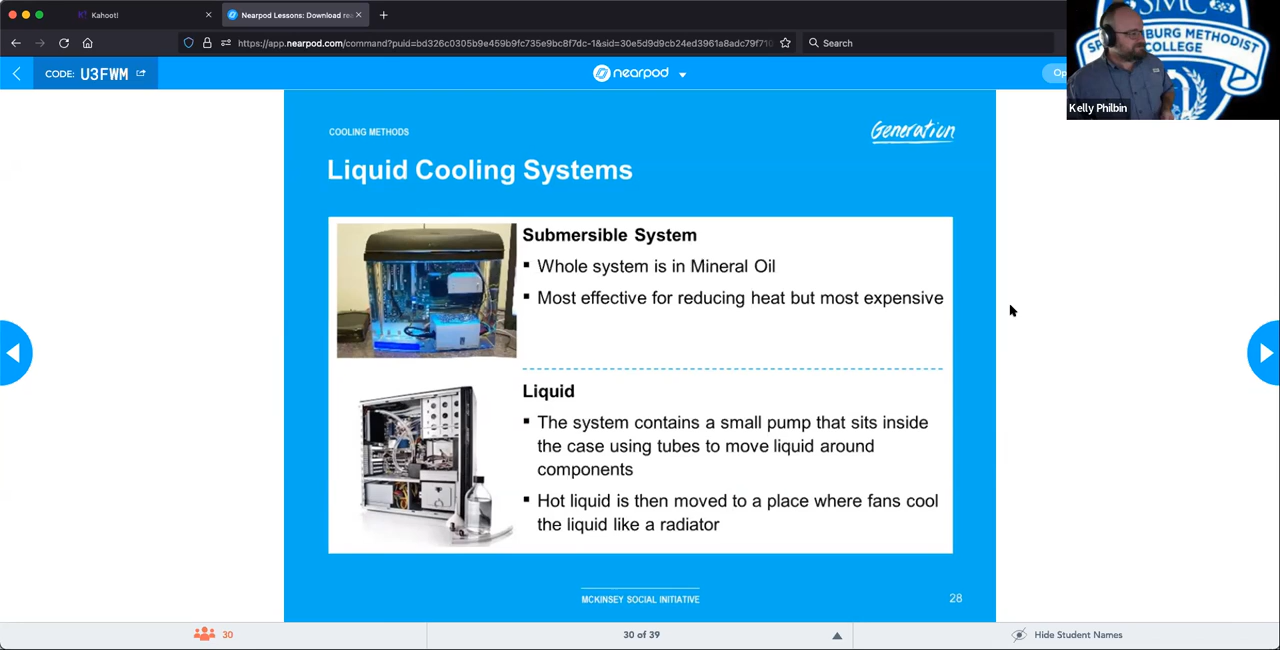 Kahoot!
Nearpod Lessons: Download re
https://app.nearpod.com/command?puid=bd326c0305b9e459b9fc735e9bc8f7dc-1&sid=30e5d9d9cb24ed3961a8adc79f71
Search
CODE: U3FWM
nearpod
Op
SMC
METHODIST
COLLEGE
Kelly Philbin
COOLING METHODS
Generation
Liquid Cooling Systems
Submersible System
▪ Whole system is in Mineral Oil
▪ Most effective for reducing heat but most expensive
Liquid
▪ The system contains a small pump that sits inside
the case using tubes to move liquid around
components
▪ Hot liquid is then moved to a place where fans cool
the liquid like a radiator
MCKINSEY SOCIAL INITIATIVE
28
30
30 of 39
Hide Student Names